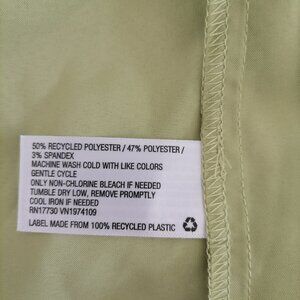 50% RECYCLED POLYESTER / 47% POLYESTER /
3% SPANDEX
MACHINE WASH COLD WITH LIKE COLORS
GENTLE CYCLE
ONLY NON-CHLORINE BLEACH IF NEEDED
TUMBLE DRY LOW, REMOVE PROMPTLY
COOL IRON IF NEEDED
RN17730 VN1974109
LABEL MADE FROM 100% RECYCLED PLASTIC